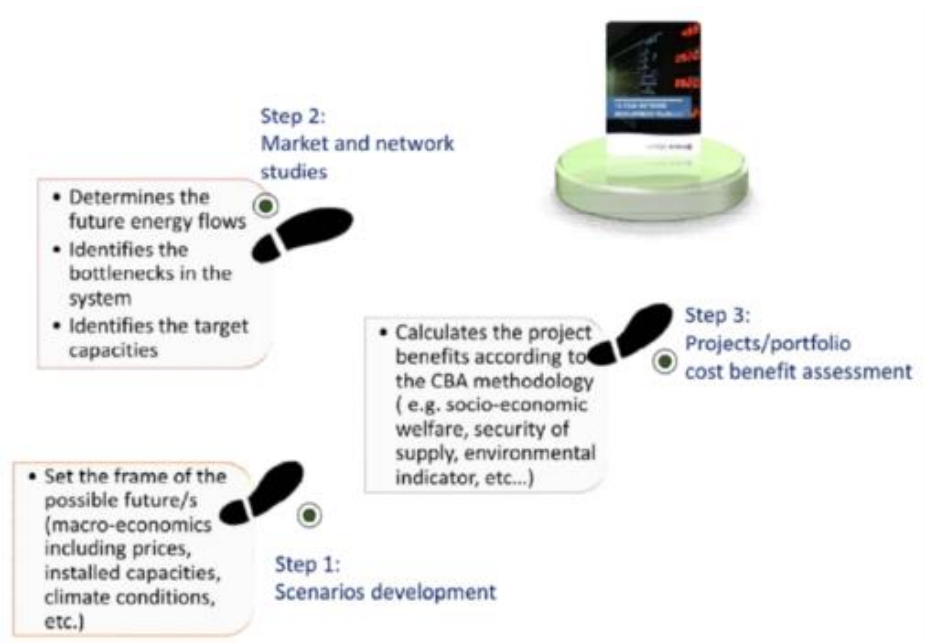 Step 2:
Market and network
studies
• Determines the
future energy flows
• Identifies the
bottlenecks in the
system
• Identifies the target
capacities
Step 3:
Projects/portfolio
cost benefit assessment
• Calculates the project
benefits according to
the CBA methodology
( e.g. socio-economic
welfare, security of
supply, environmental
indicator, etc...)
• Set the frame of the
possible future/s
(macro-economics
including prices,
installed capacities,
climate conditions,
etc.)
Step 1:
Scenarios development